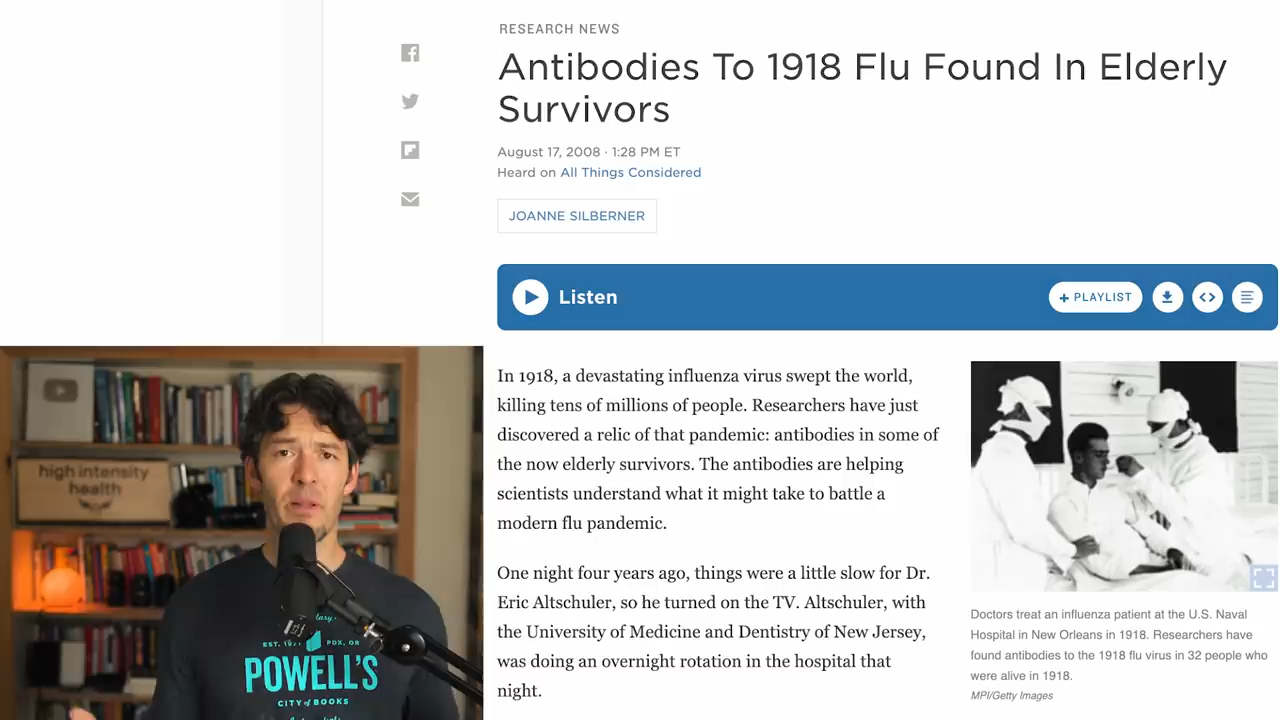 RESEARCH NEWS
Antibodies To 1918 Flu Found In Elderly
Survivors
August 17, 2008 · 1:28 PM ET
Heard on All Things Considered
JOANNE SILBERNER
Listen
+ PLAYLIST
In 1918, a devastating influenza virus swept the world,
killing tens of millions of people. Researchers have just
discovered a relic of that pandemic: antibodies in some of
the now elderly survivors. The antibodies are helping
scientists understand what it might take to battle a
modern flu pandemic.
One night four years ago, things were a little slow for Dr.
Eric Altschuler, so he turned on the TV. Altschuler, with
the University of Medicine and Dentistry of New Jersey,
was doing an overnight rotation in the hospital that
night.
Doctors treat an influenza patient at the U.S. Naval
Hospital in New Orleans in 1918. Researchers have
found antibodies to the 1918 flu virus in 32 people who
were alive in 1918.
MPI/Getty Images
high intensity
health
PDX, OR
POWELL'S
CITY of BOOKS